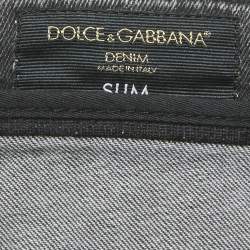 DOLCE & GABBANA®
DENIM
MADE IN ITALY
SLIM